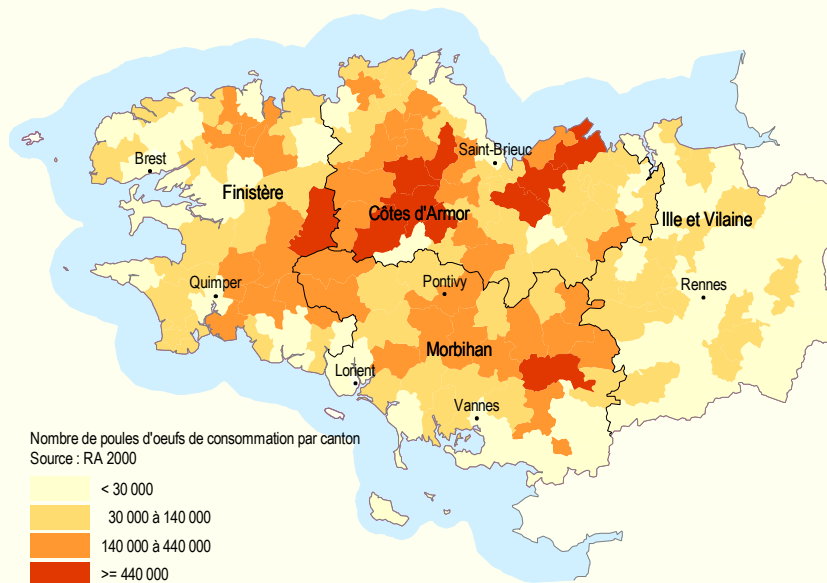 Saint-Brieuc
Brest
Finistère
Côtes d'Armor
Ille et Vilaine
Quimper
Pontivy
Rennes
Morbihan
Lorient
Vannes
Nombre de poules d'oeufs de consommation par canton
Source : RA 2000
< 30 000
30 000 à 140 000
140 000 à 440 000
>= 440 000